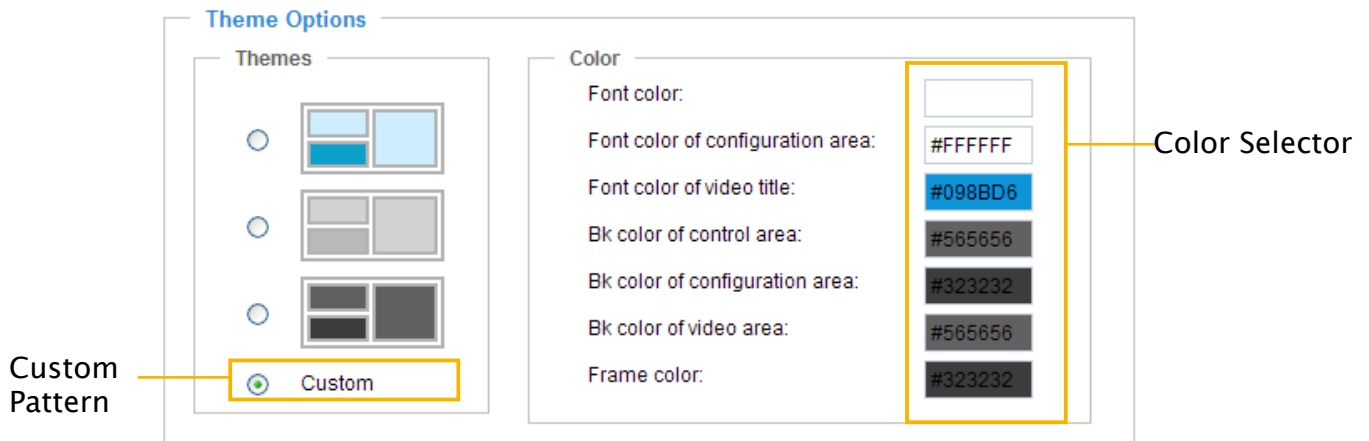 Theme Options
Themes
Custom
Custom
Pattern
Color
Font color:
Font color of configuration area: #FFFFFF
Font color of video title: #098BD6
Bk color of control area: #565656
Bk color of configuration area: #323232
Bk color of video area: #565656
Frame color: #323232
Color Selector